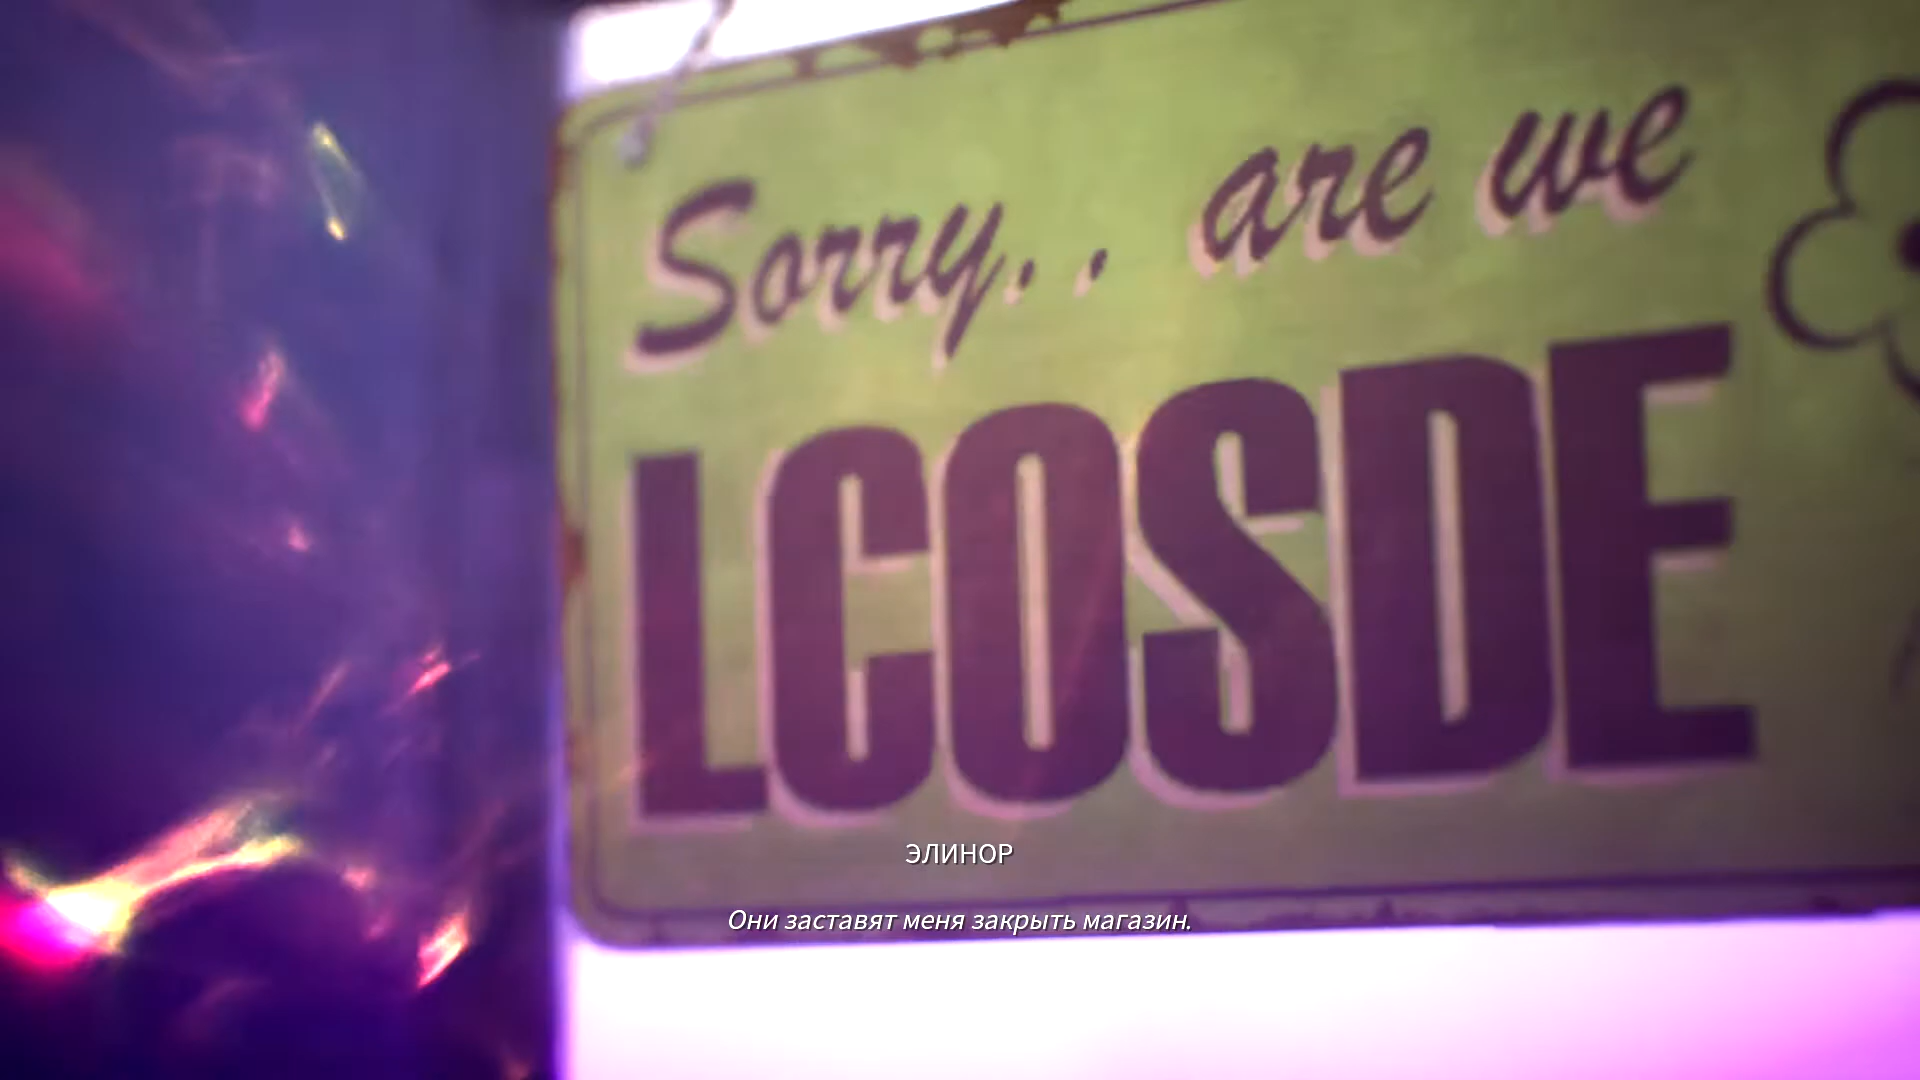 Sorry.. are we
LCOSDE
ЭЛИНОР
Они заставят меня закрыть магазин.